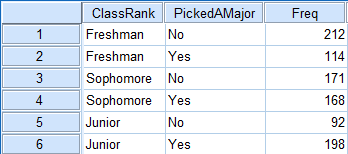 ClassRank PickedAMajor Freq
1 Freshman No 212
2 Freshman Yes 114
3 Sophomore No 171
4 Sophomore Yes 168
5 Junior No 92
6 Junior Yes 198